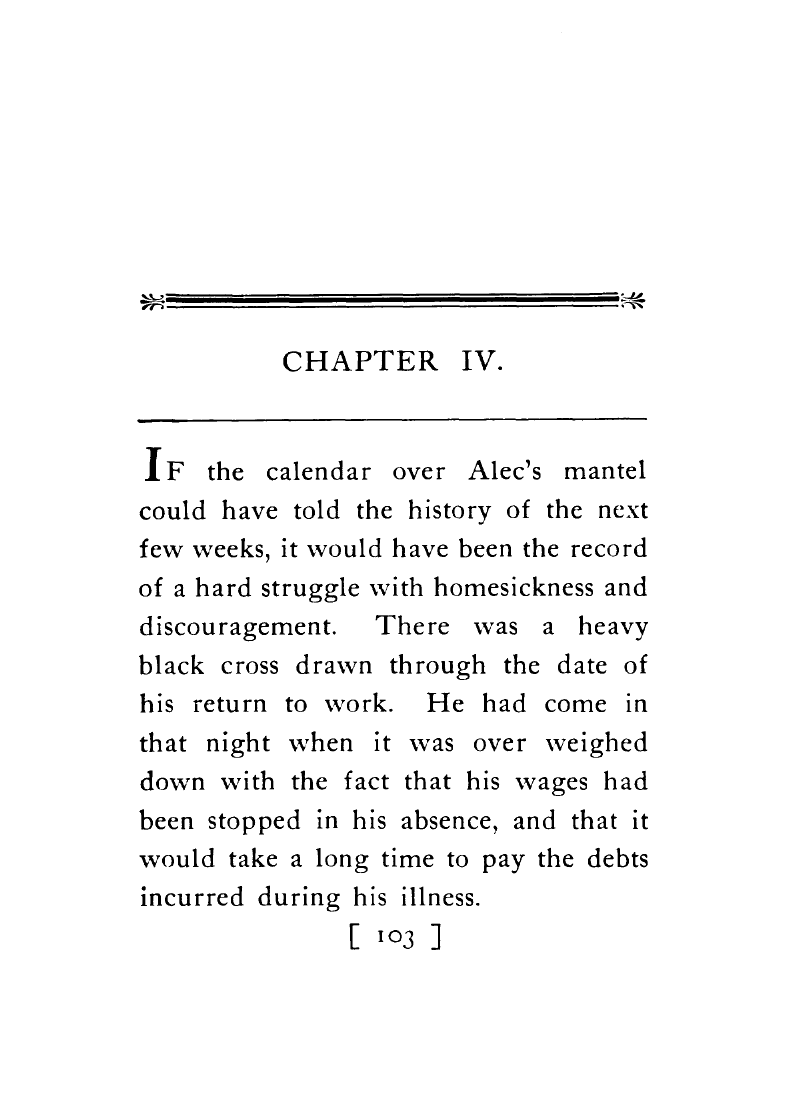 CHAPTER IV.
IF the calendar over Alec's mantel
could have told the history of the next
few weeks, it would have been the record
of a hard struggle with homesickness and
discouragement. There was a heavy
black cross drawn through the date of
his return to work. He had come in
that night when it was over weighed
down with the fact that his wages had
been stopped in his absence, and that it
would take a long time to pay the debts
incurred during his illness.
[ 103 ]